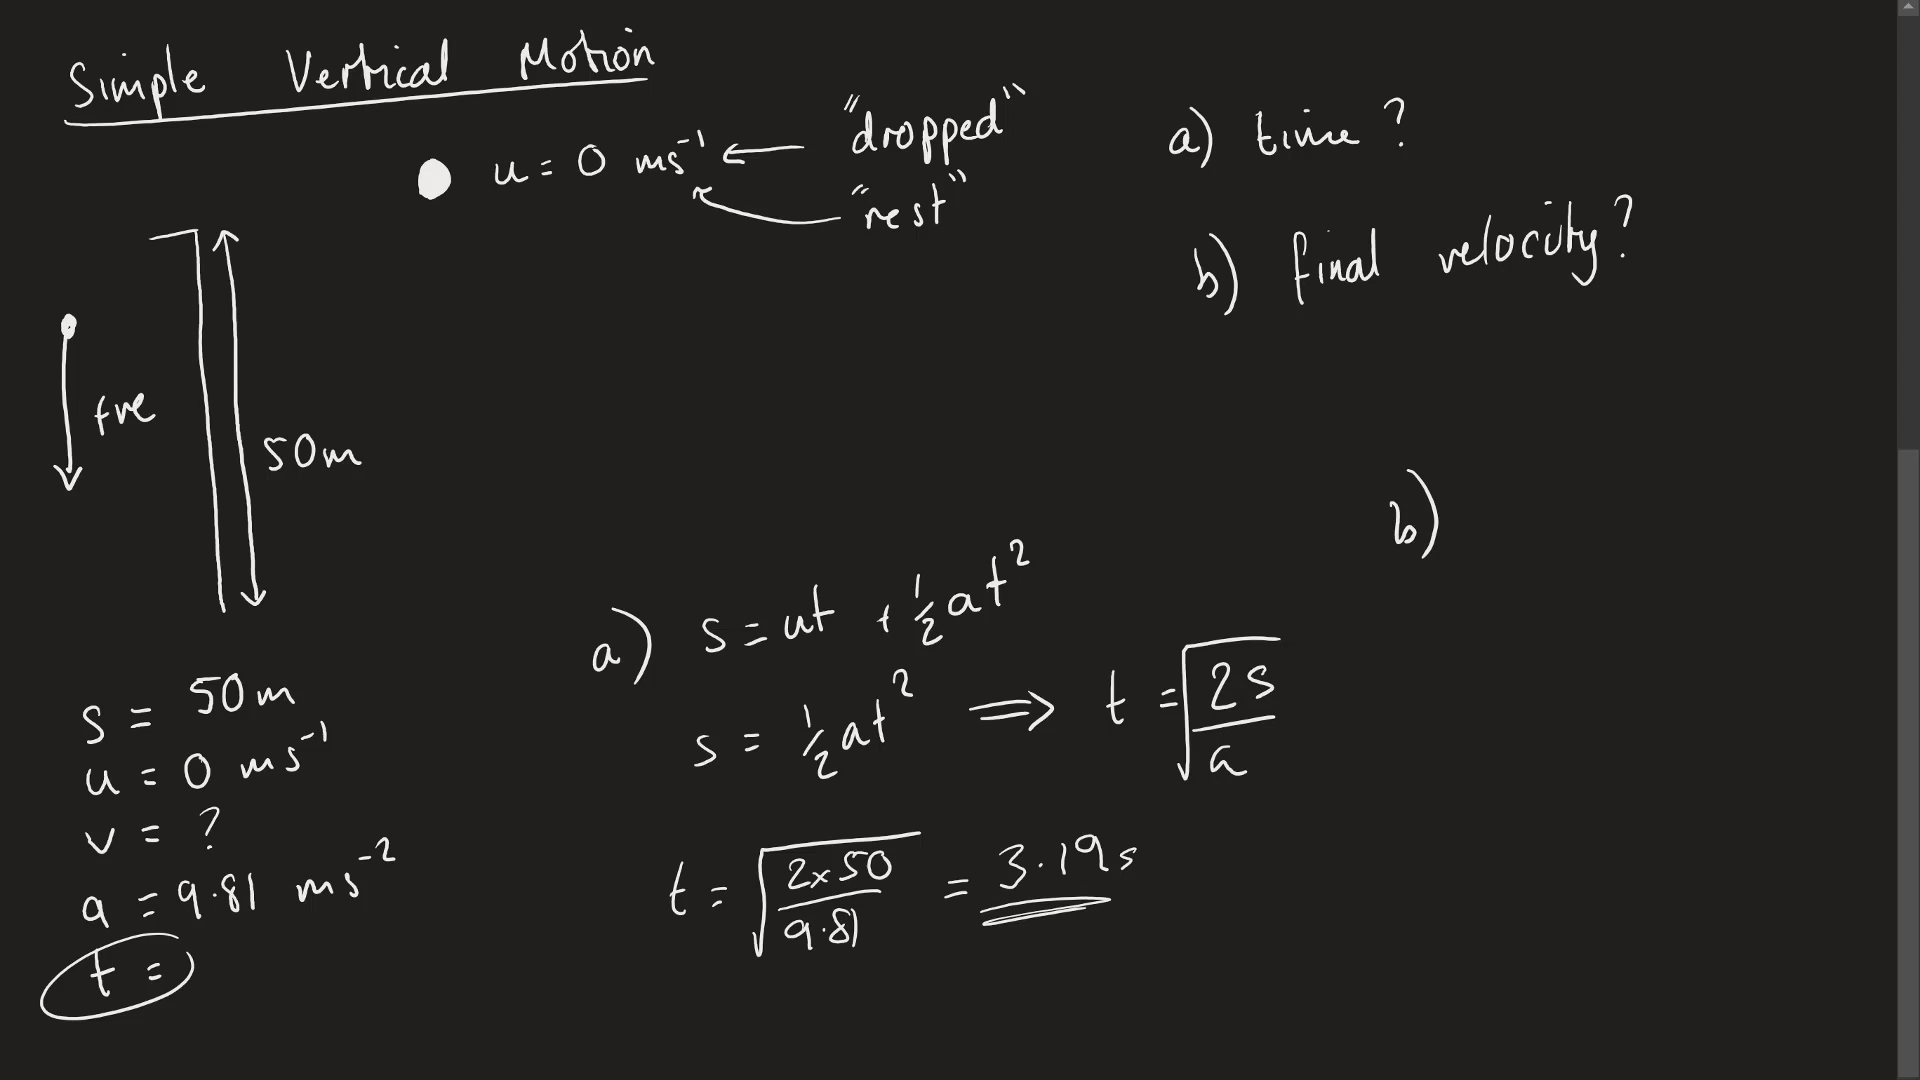 Simple Vertical Motion
u = 0 ms⁻¹ ← "dropped"
"rest"
a) time?
b) final velocity?
+ve
50m
s = 50m
u = 0 ms⁻¹
v = ?
a = 9.81 ms⁻²
t =
a) s = ut + ½at²
s = ½at² ⟹ t = √(2s/a)
t = √(2×50/9.81) = 3.19s
b)